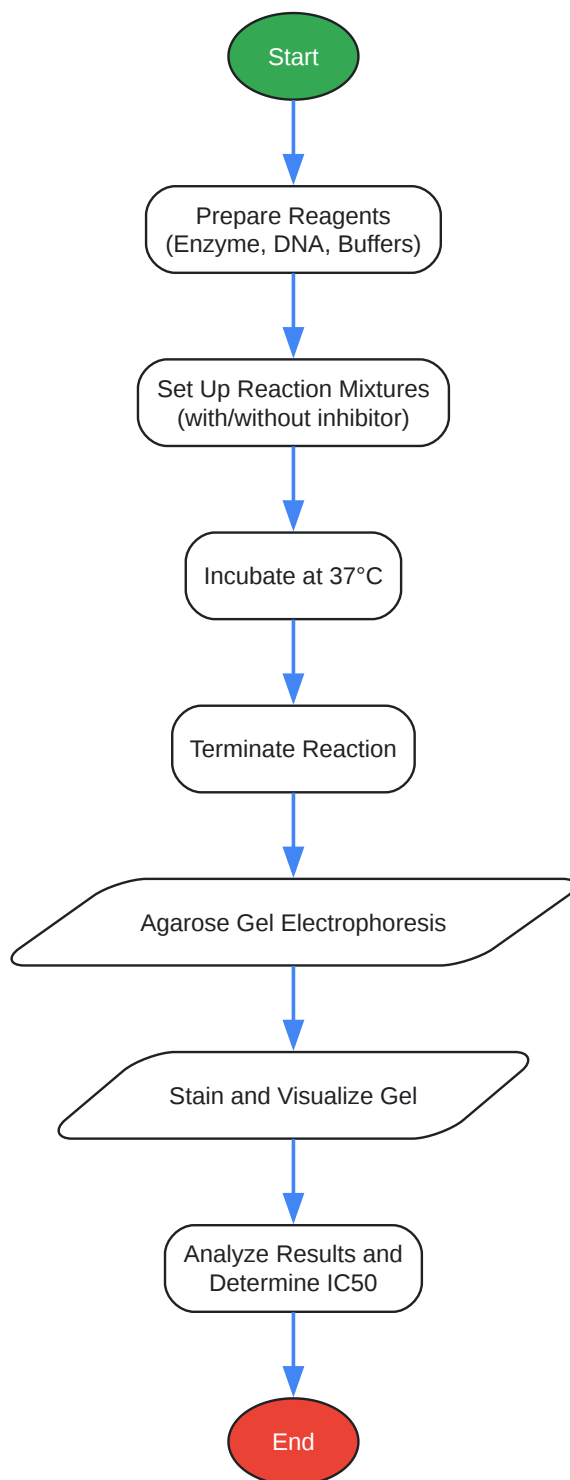 Start
Prepare Reagents
(Enzyme, DNA, Buffers)
Set Up Reaction Mixtures
(with/without inhibitor)
Incubate at 37°C
Terminate Reaction
Agarose Gel Electrophoresis
Stain and Visualize Gel
Analyze Results and
Determine IC50
End